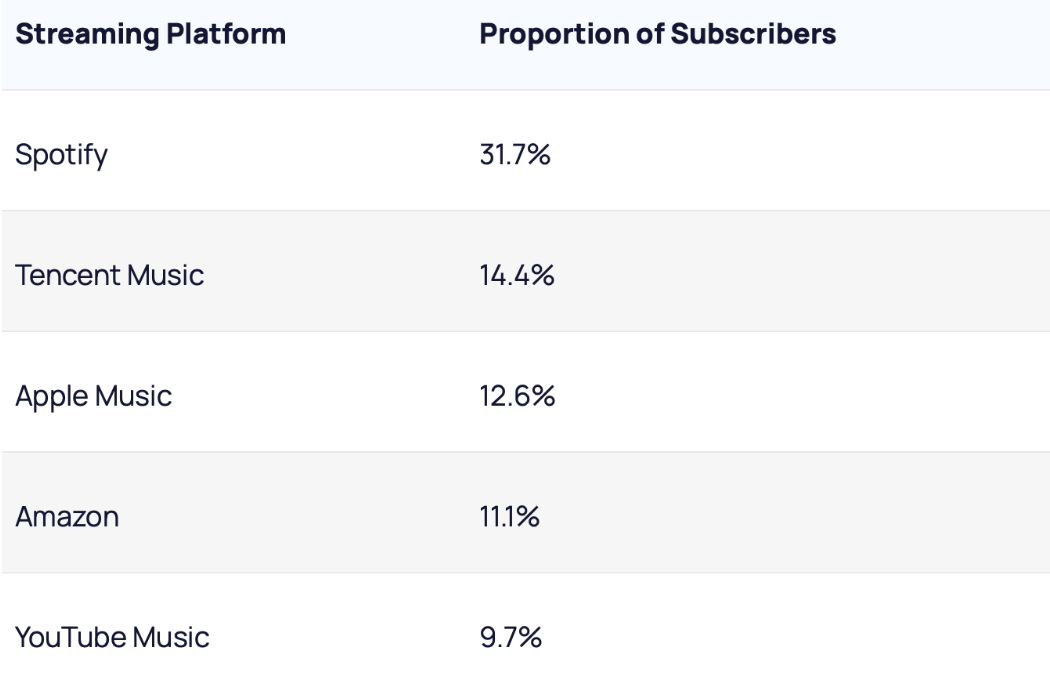 Streaming Platform Proportion of Subscribers
Spotify 31.7%
Tencent Music 14.4%
Apple Music 12.6%
Amazon 11.1%
YouTube Music 9.7%